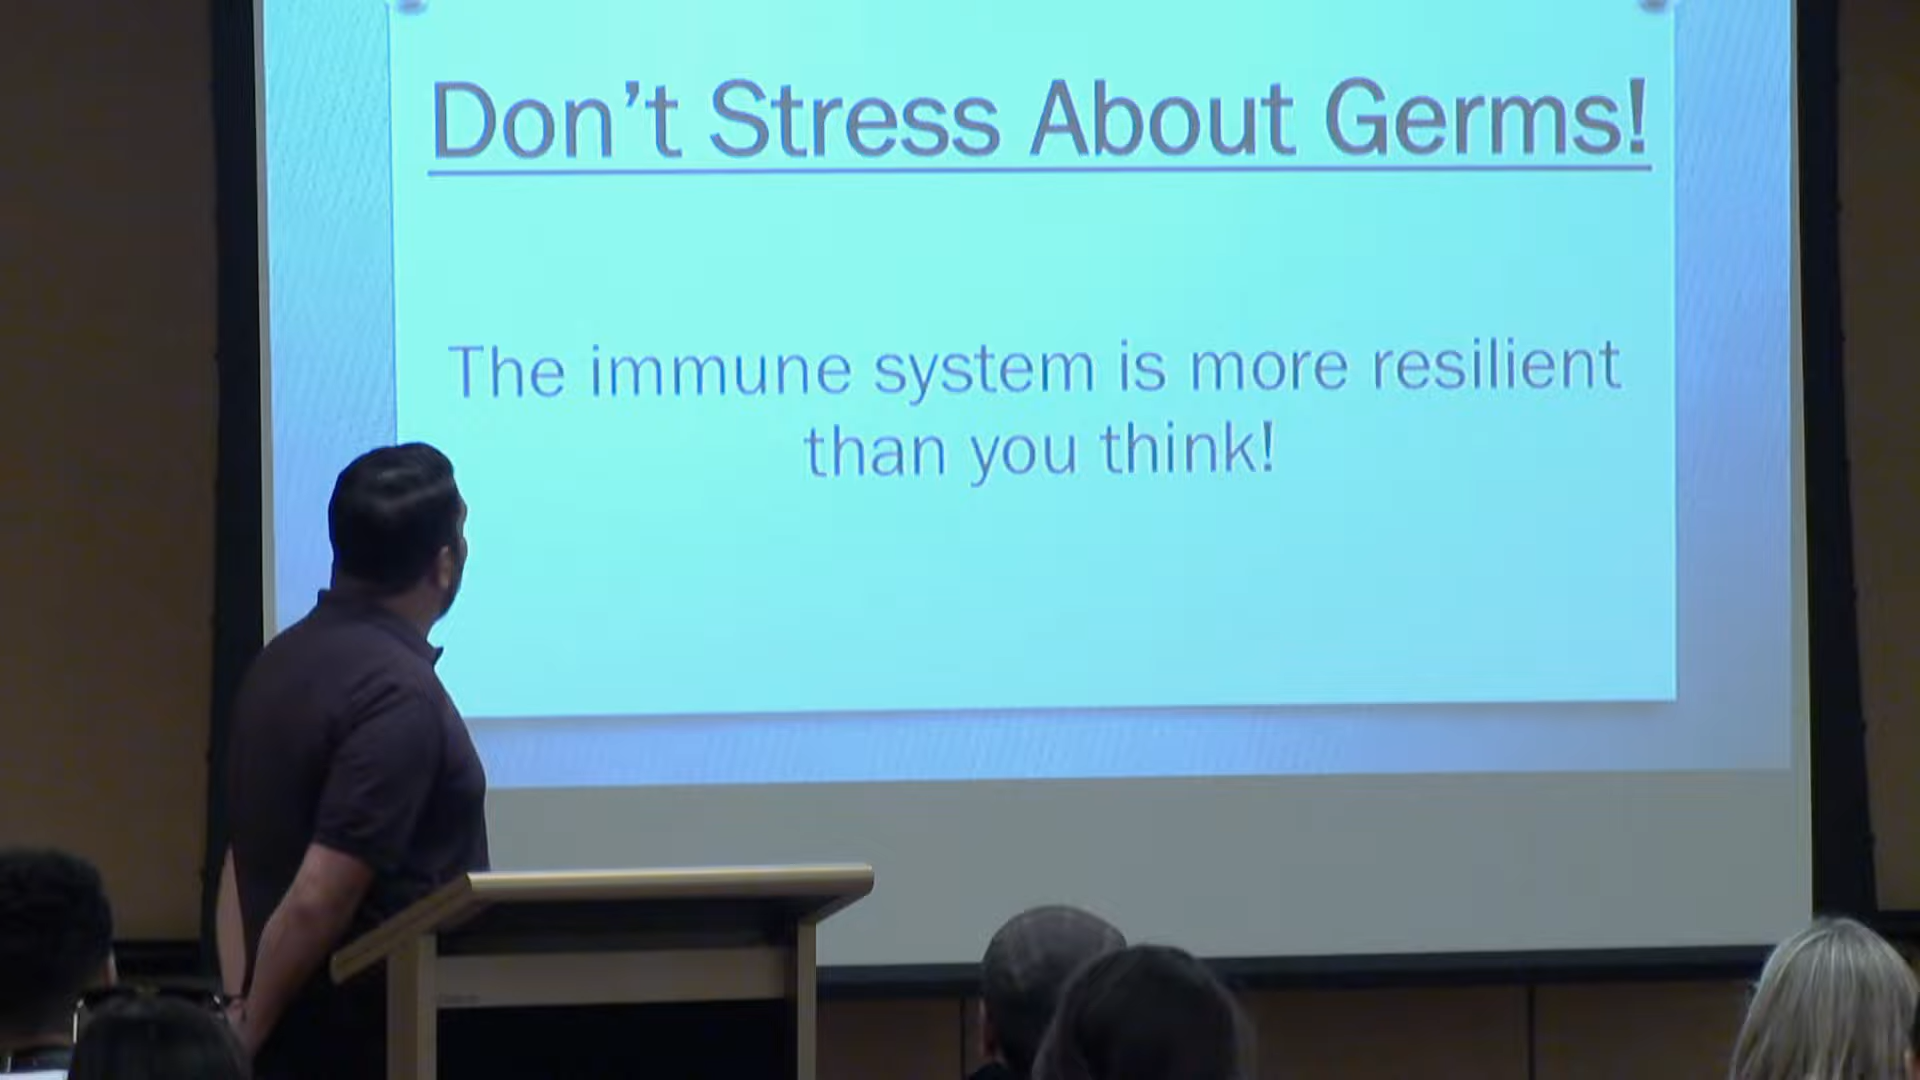 Don't Stress About Germs!
The immune system is more resilient
than you think!